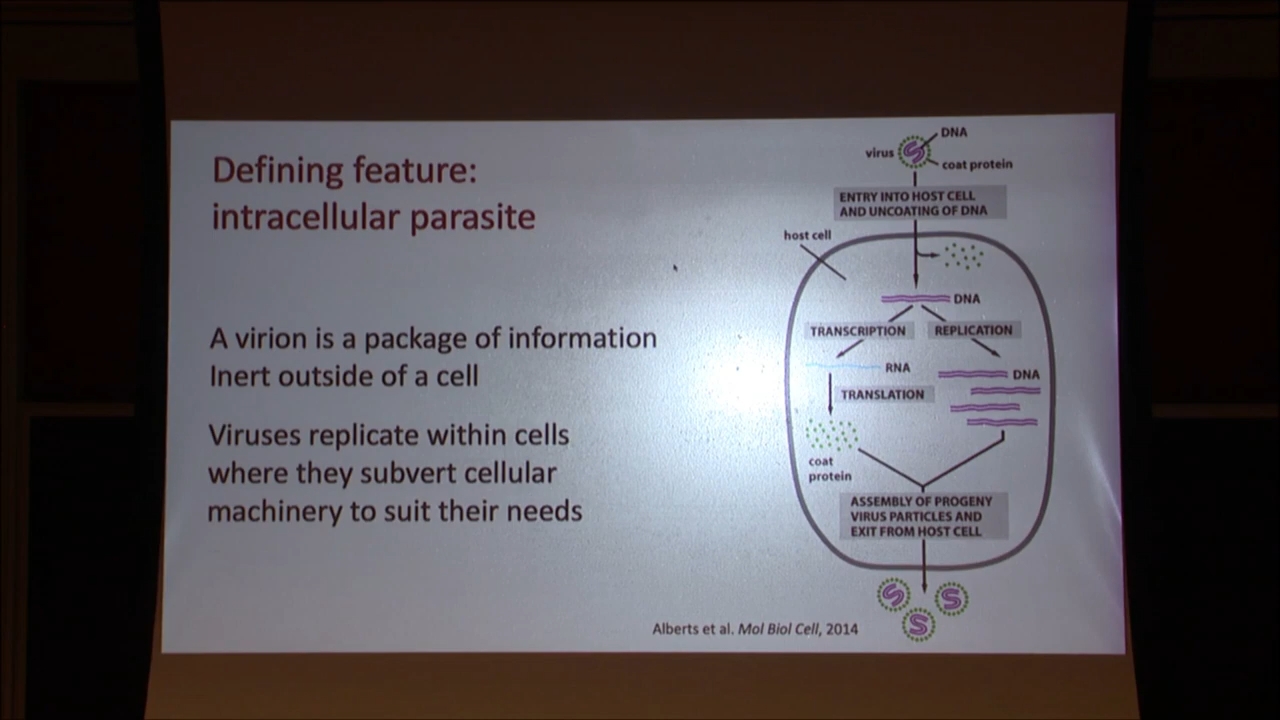 Defining feature:
intracellular parasite
A virion is a package of information
Inert outside of a cell
Viruses replicate within cells
where they subvert cellular
machinery to suit their needs
DNA
virus
coat protein
ENTRY INTO HOST CELL
AND UNCOATING OF DNA
host cell
DNA
TRANSCRIPTION
REPLICATION
RNA
DNA
TRANSLATION
coat
protein
ASSEMBLY OF PROGENY
VIRUS PARTICLES AND
EXIT FROM HOST CELL
Alberts et al. Mol Biol Cell, 2014